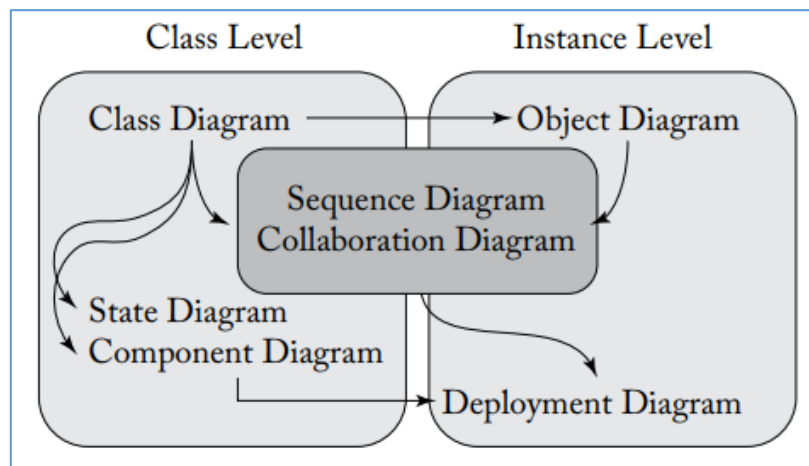 Class Level
Instance Level
Class Diagram
Object Diagram
Sequence Diagram
Collaboration Diagram
State Diagram
Component Diagram
Deployment Diagram